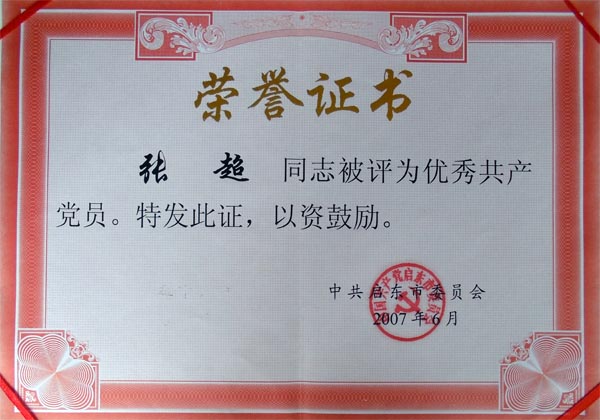 荣誉证书
张 超 同志被评为优秀共产
党员。特发此证，以资鼓励。
中共启东市委员会
2007年6月